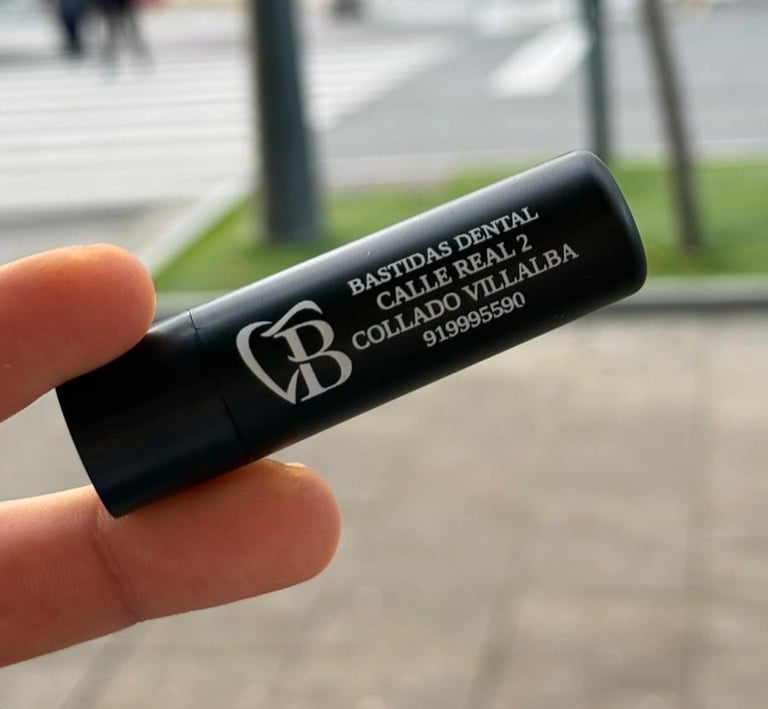 BASTIDAS DENTAL
CALLE REAL 2
COLLADO VILLALBA
919995590
B